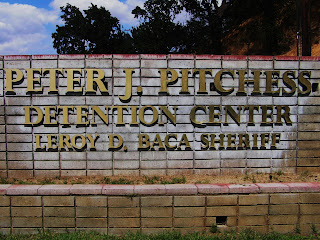 PETER J. PITCHESS
DETENTION CENTER
LEROY D. BACA SHERIFF